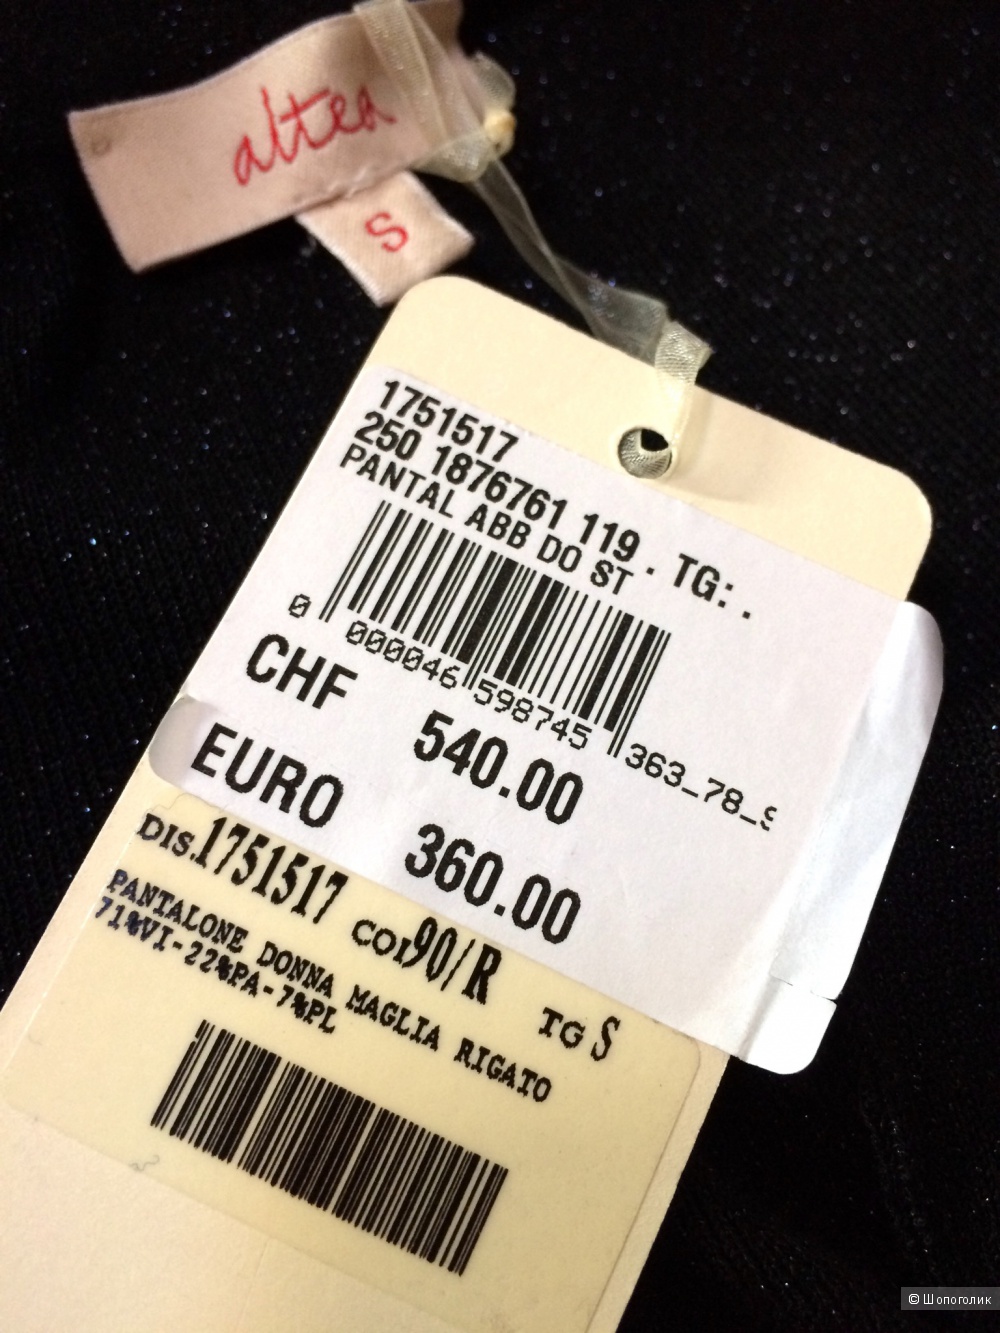 altea
S
1751517
250 1876761 119 . TG: .
PANTAL ABB DO ST
0 000046 598745 363_78_S
CHF 540.00
EURO 360.00
DIS.1751517 COL90/R TG S
PANTALONE DONNA MAGLIA RIGATO
71%VI-22%PA-7%PL
© Шопоголик